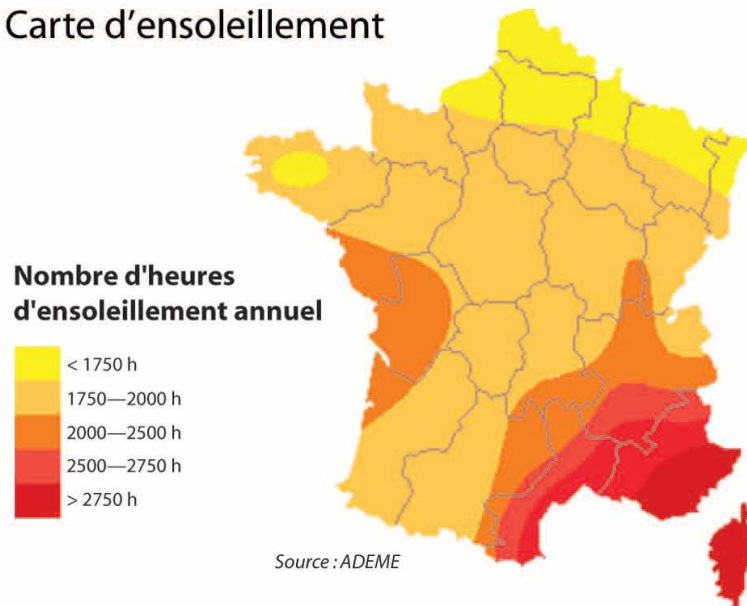 Carte d’ensoleillement
Nombre d'heures
d'ensoleillement annuel
< 1750 h
1750—2000 h
2000—2500 h
2500—2750 h
> 2750 h
Source : ADEME